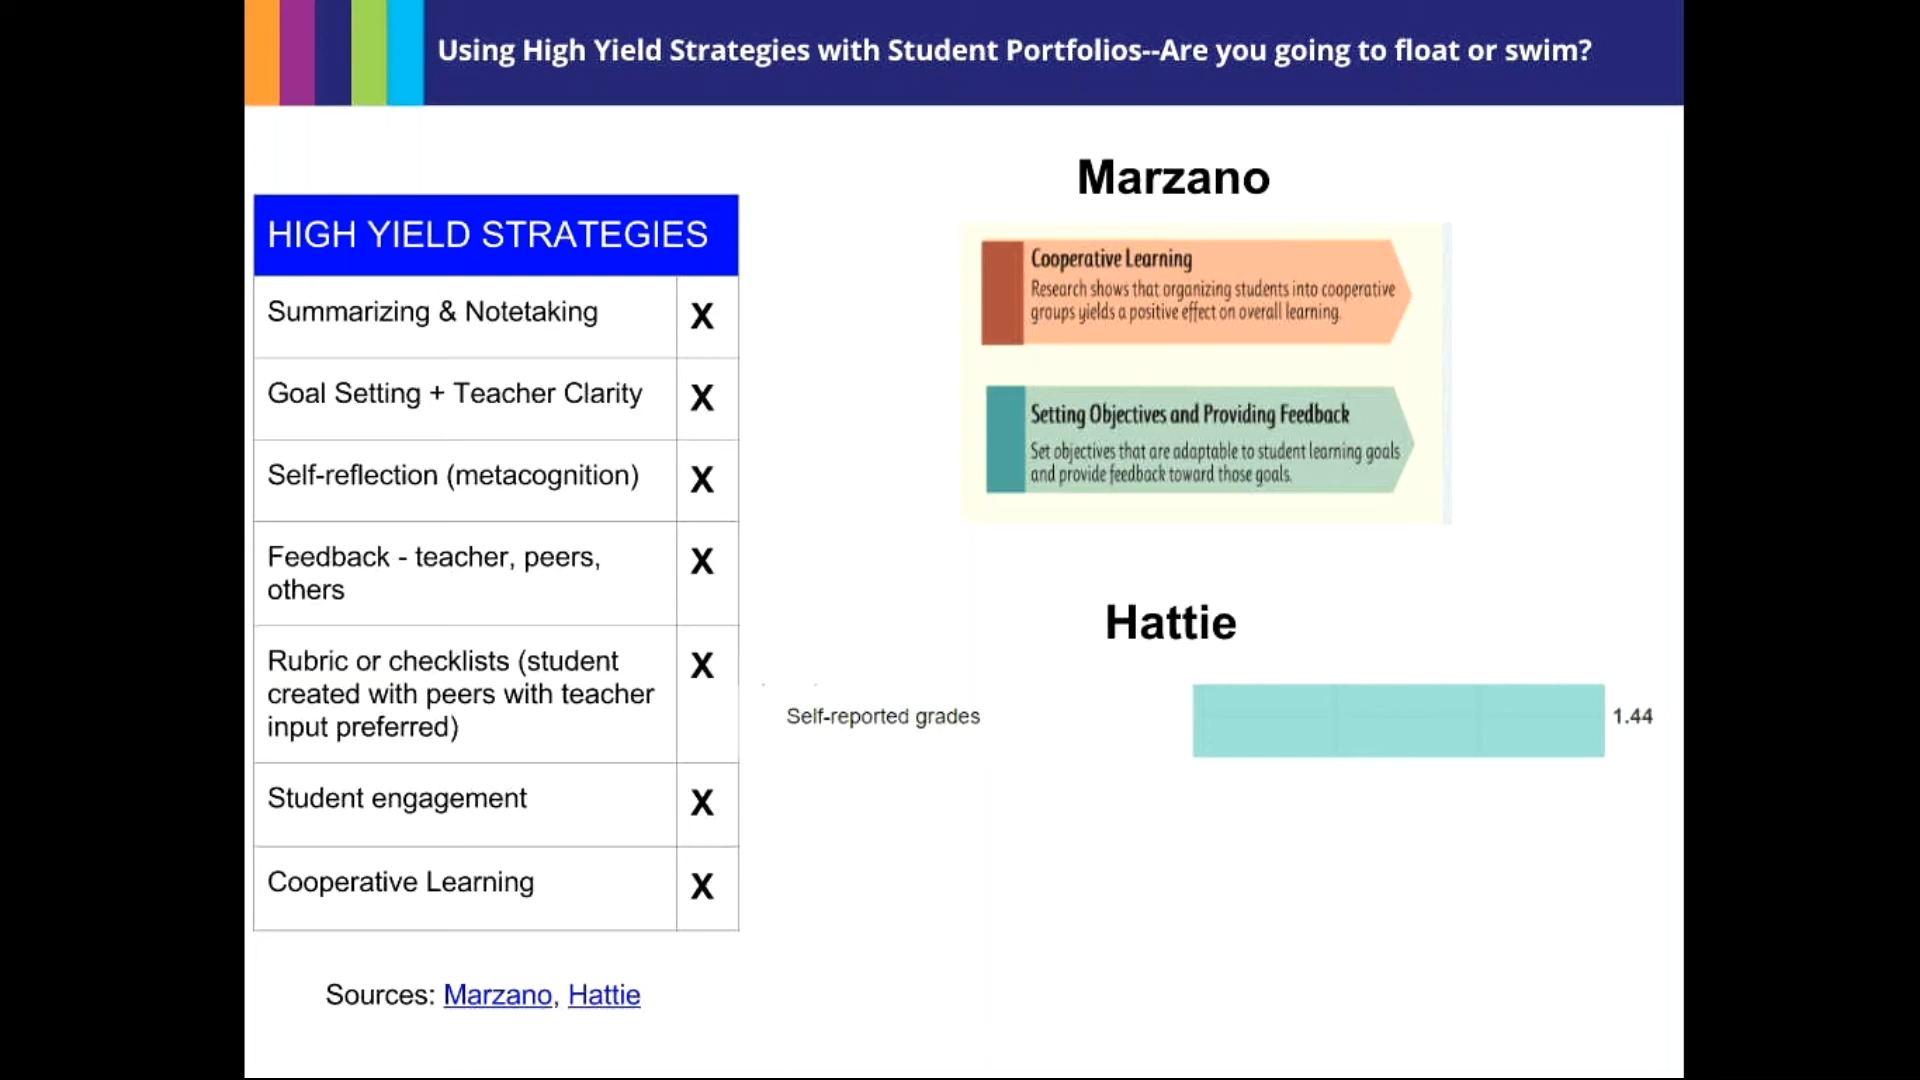 Using High Yield Strategies with Student Portfolios--Are you going to float or swim?
HIGH YIELD STRATEGIES
Summarizing & Notetaking X
Goal Setting + Teacher Clarity X
Self-reflection (metacognition) X
Feedback - teacher, peers, X
others
Rubric or checklists (student X
created with peers with teacher
input preferred)
Student engagement X
Cooperative Learning X
Sources: Marzano, Hattie
Marzano
Cooperative Learning
Research shows that organizing students into cooperative
groups yields a positive effect on overall learning.
Setting Objectives and Providing Feedback
Set objectives that are adaptable to student learning goals
and provide feedback toward those goals.
Hattie
Self-reported grades 1.44